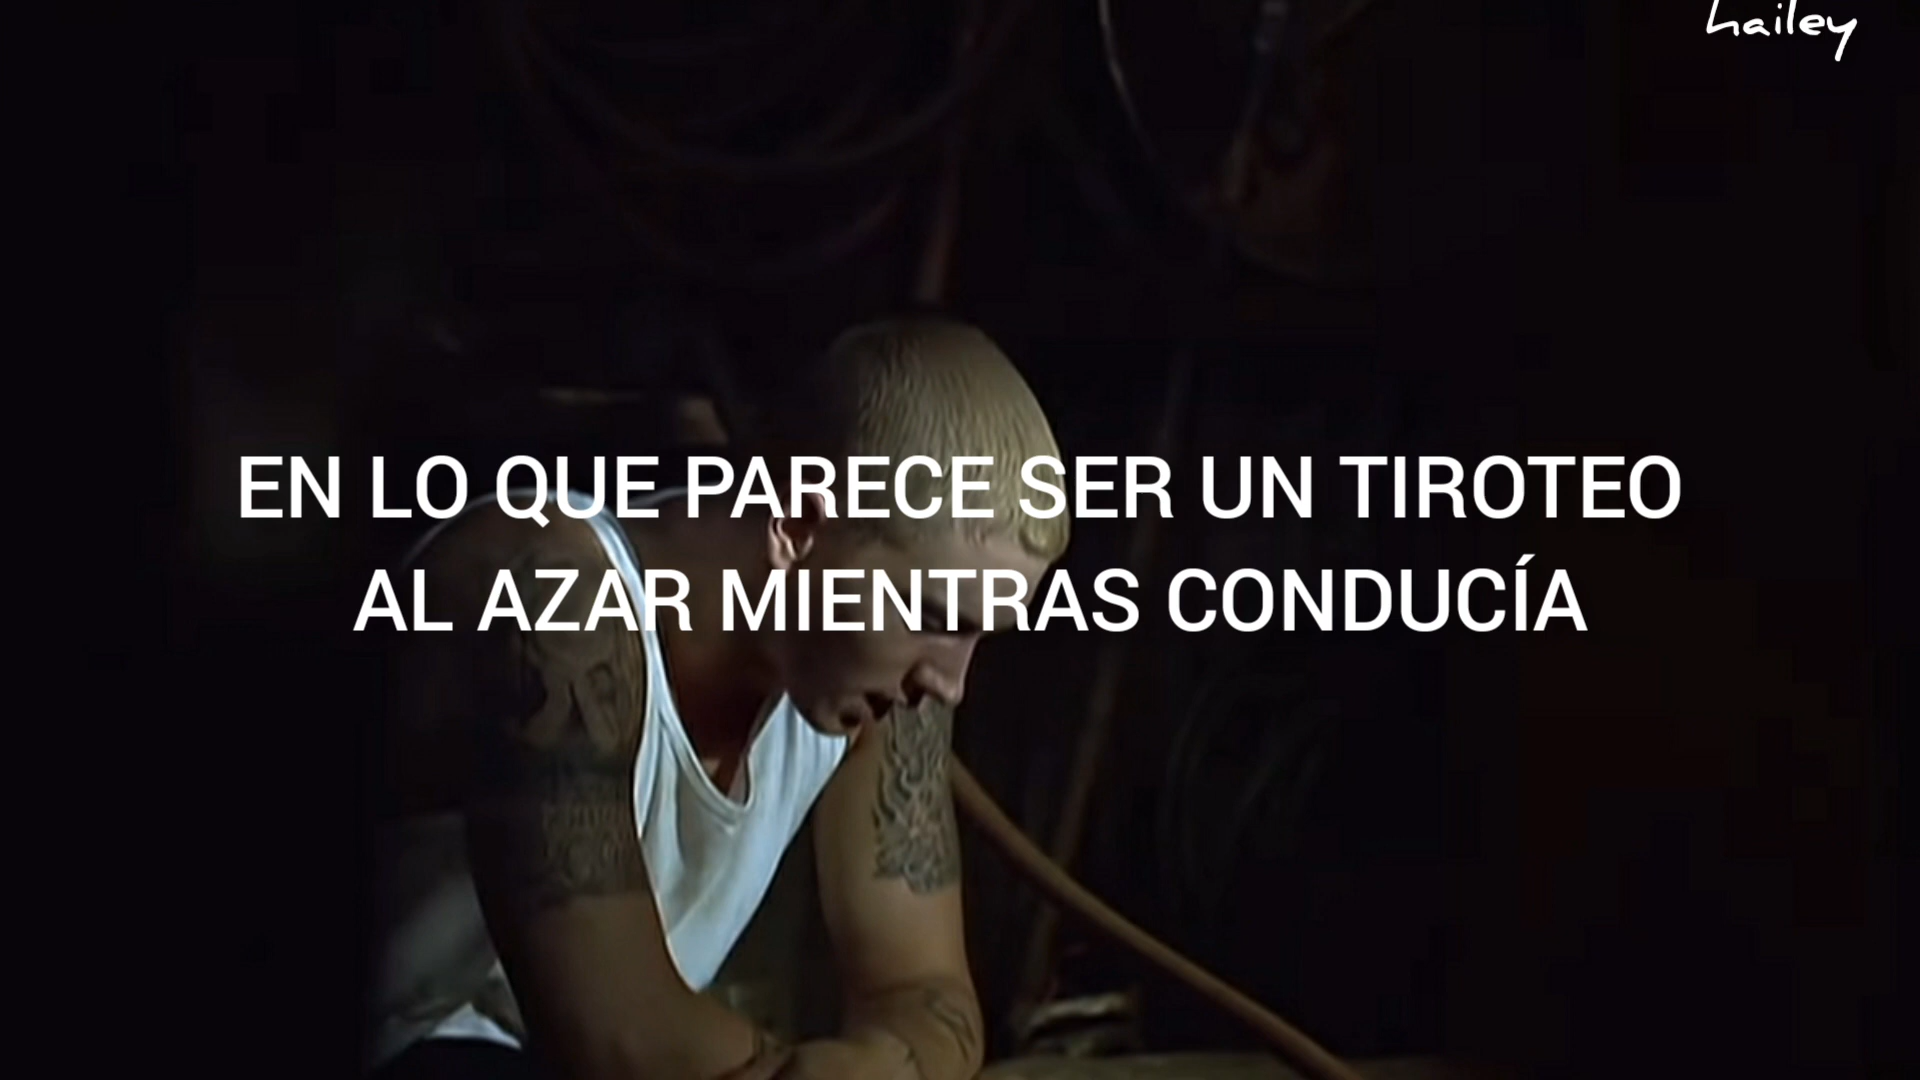 hailey
EN LO QUE PARECE SER UN TIROTEO
AL AZAR MIENTRAS CONDUCÍA